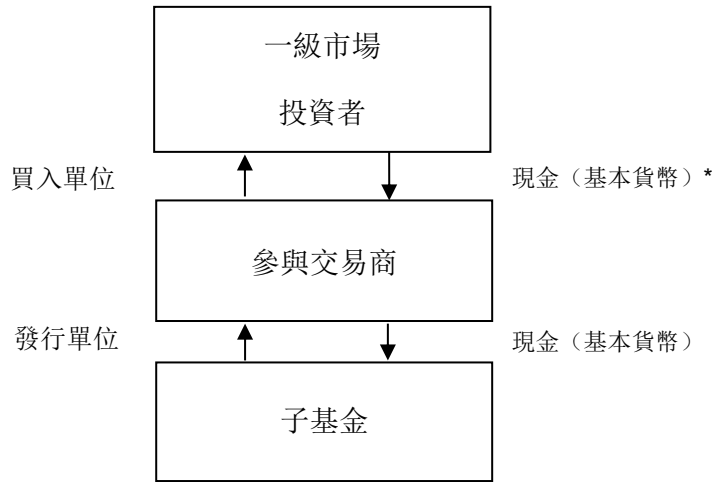 一級市場
投資者
買入單位
現金（基本貨幣）*
參與交易商
發行單位
現金（基本貨幣）
子基金